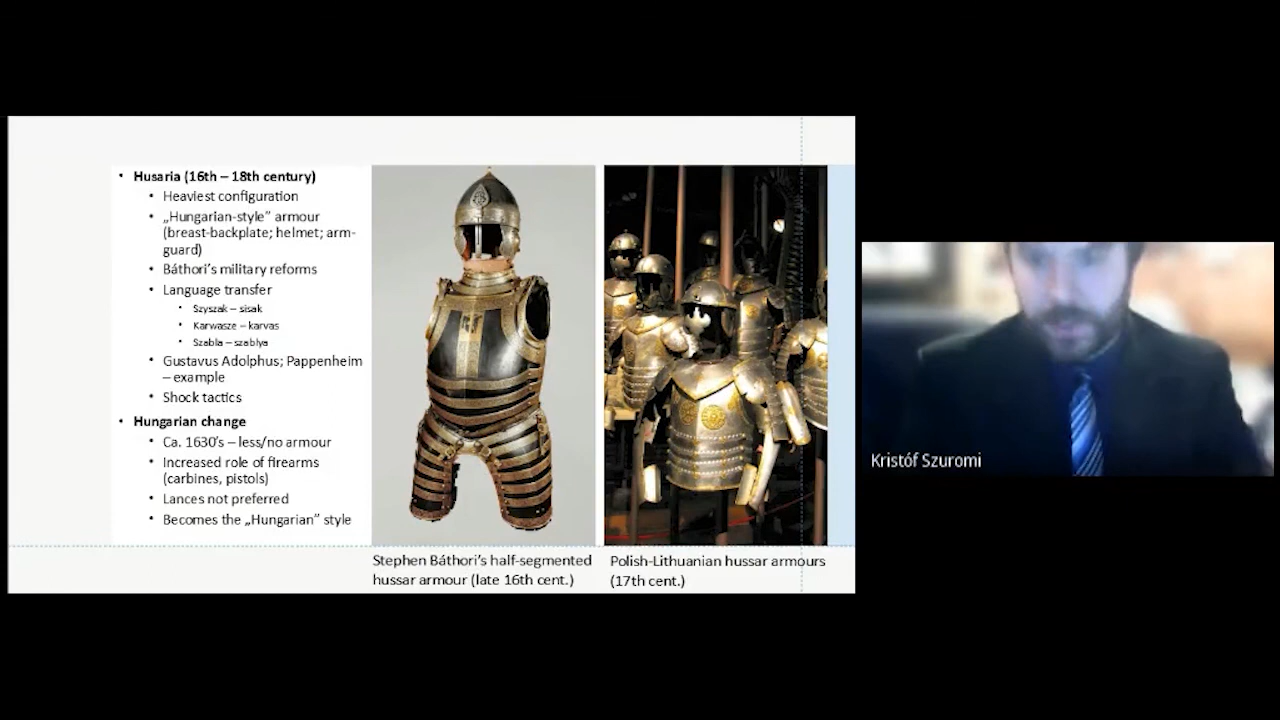 • Husaria (16th – 18th century)
• Heaviest configuration
• „Hungarian-style” armour
(breast-backplate; helmet; arm-
guard)
• Báthori's military reforms
• Language transfer
• Szyszak – sisak
• Karwasze – karvas
• Szabla – szablya
• Gustavus Adolphus; Pappenheim
– example
• Shock tactics
• Hungarian change
• Ca. 1630's – less/no armour
• Increased role of firearms
(carbines, pistols)
• Lances not preferred
• Becomes the „Hungarian” style
Stephen Báthori's half-segmented
hussar armour (late 16th cent.)
Polish-Lithuanian hussar armours
(17th cent.)
Kristóf Szuromi